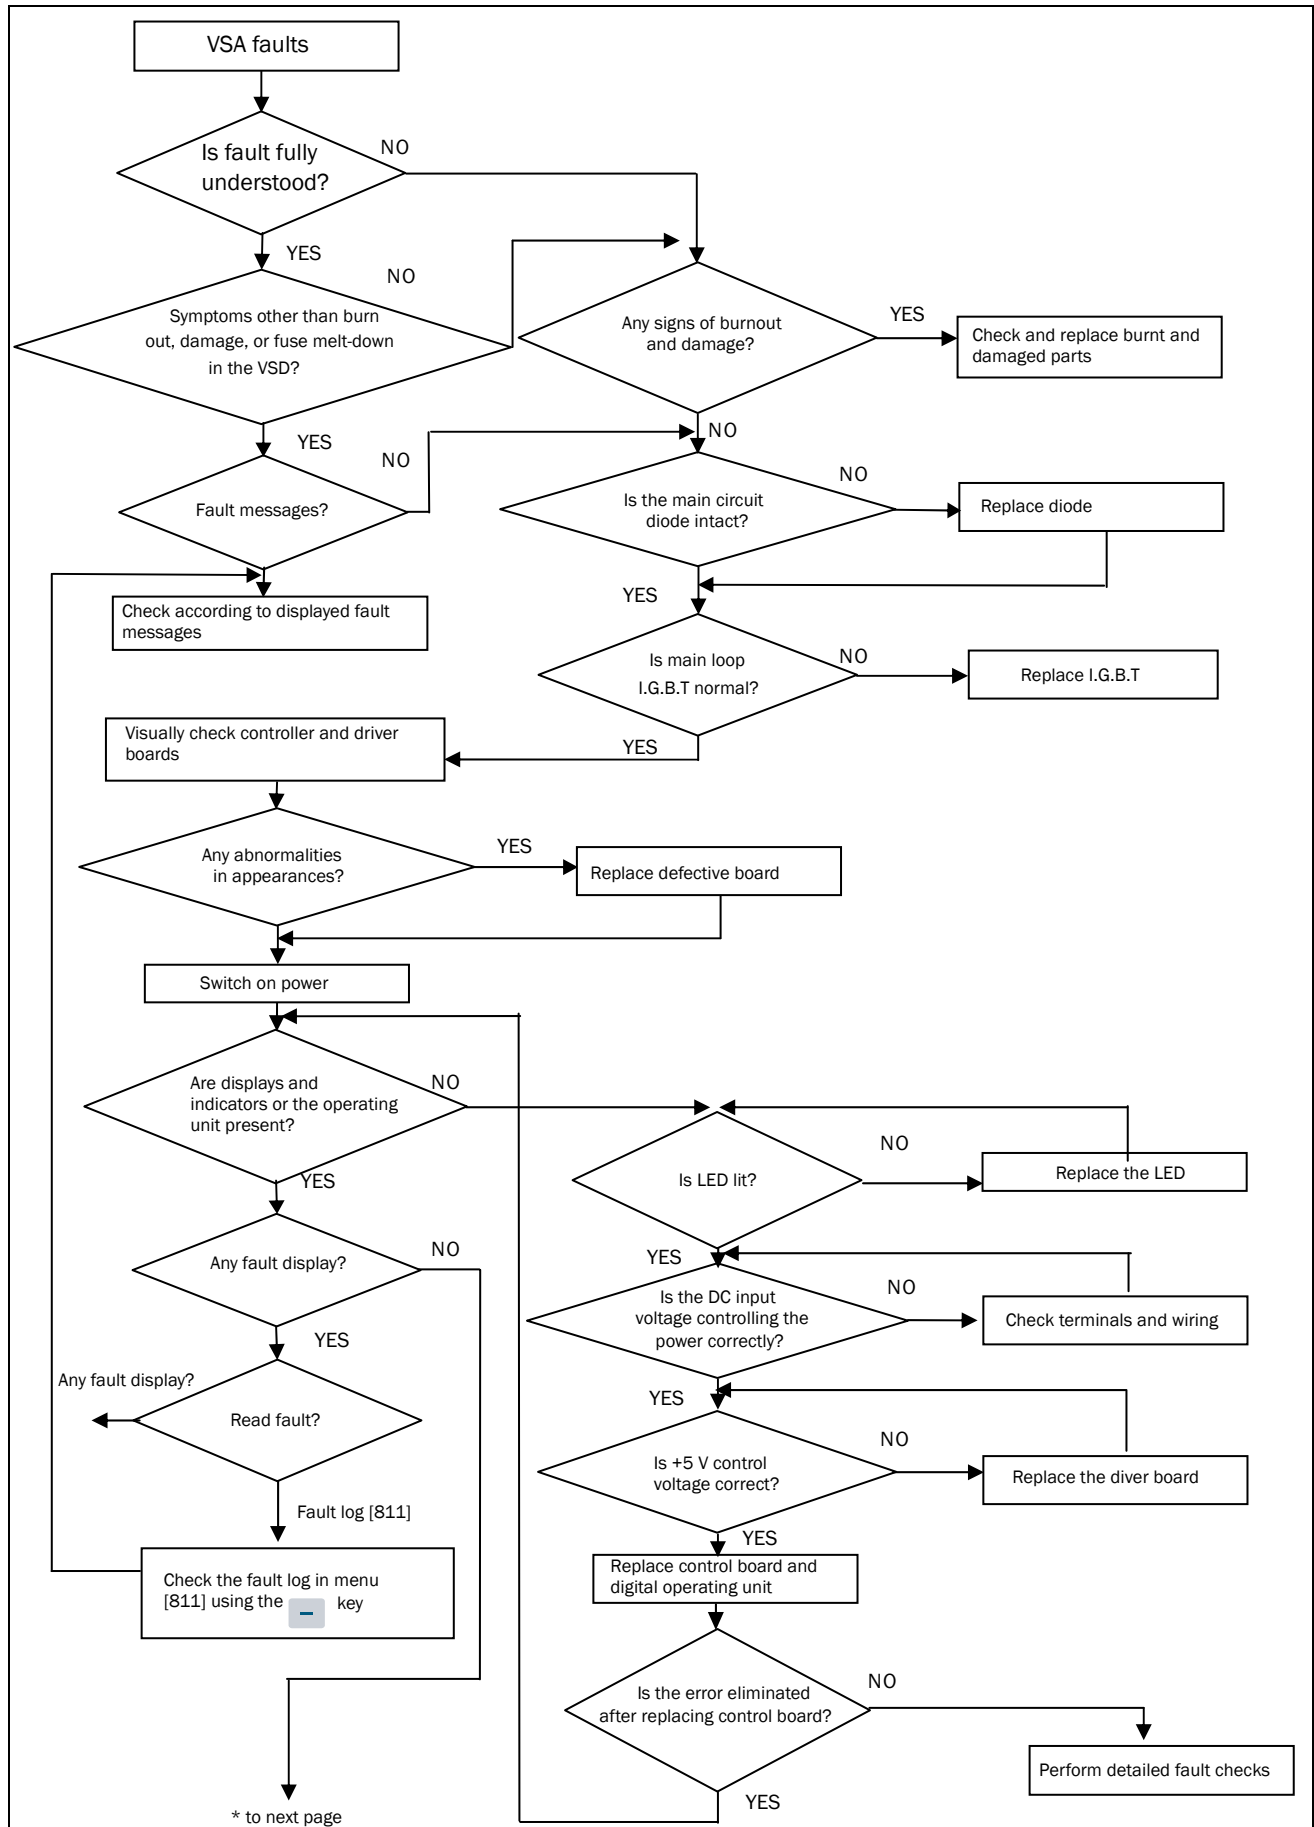 VSA faults
Is fault fully
understood?
NO
YES
NO
Symptoms other than burn
out, damage, or fuse melt-down
in the VSD?
Any signs of burnout
and damage?
YES
Check and replace burnt and
damaged parts
YES
NO
NO
Fault messages?
Is the main circuit
diode intact?
NO
Replace diode
Check according to displayed fault
messages
YES
Is main loop
I.G.B.T normal?
NO
Replace I.G.B.T
YES
Visually check controller and driver
boards
Any abnormalities
in appearances?
YES
Replace defective board
Switch on power
Are displays and
indicators or the operating
unit present?
NO
YES
Is LED lit?
NO
Replace the LED
Any fault display?
NO
YES
Is the DC input
voltage controlling the
power correctly?
NO
Check terminals and wiring
YES
Any fault display?
Read fault?
YES
Is +5 V control
voltage correct?
NO
Replace the diver board
Fault log [811]
YES
Check the fault log in menu
[811] using the – key
Replace control board and
digital operating unit
Is the error eliminated
after replacing control board?
NO
Perform detailed fault checks
YES
* to next page